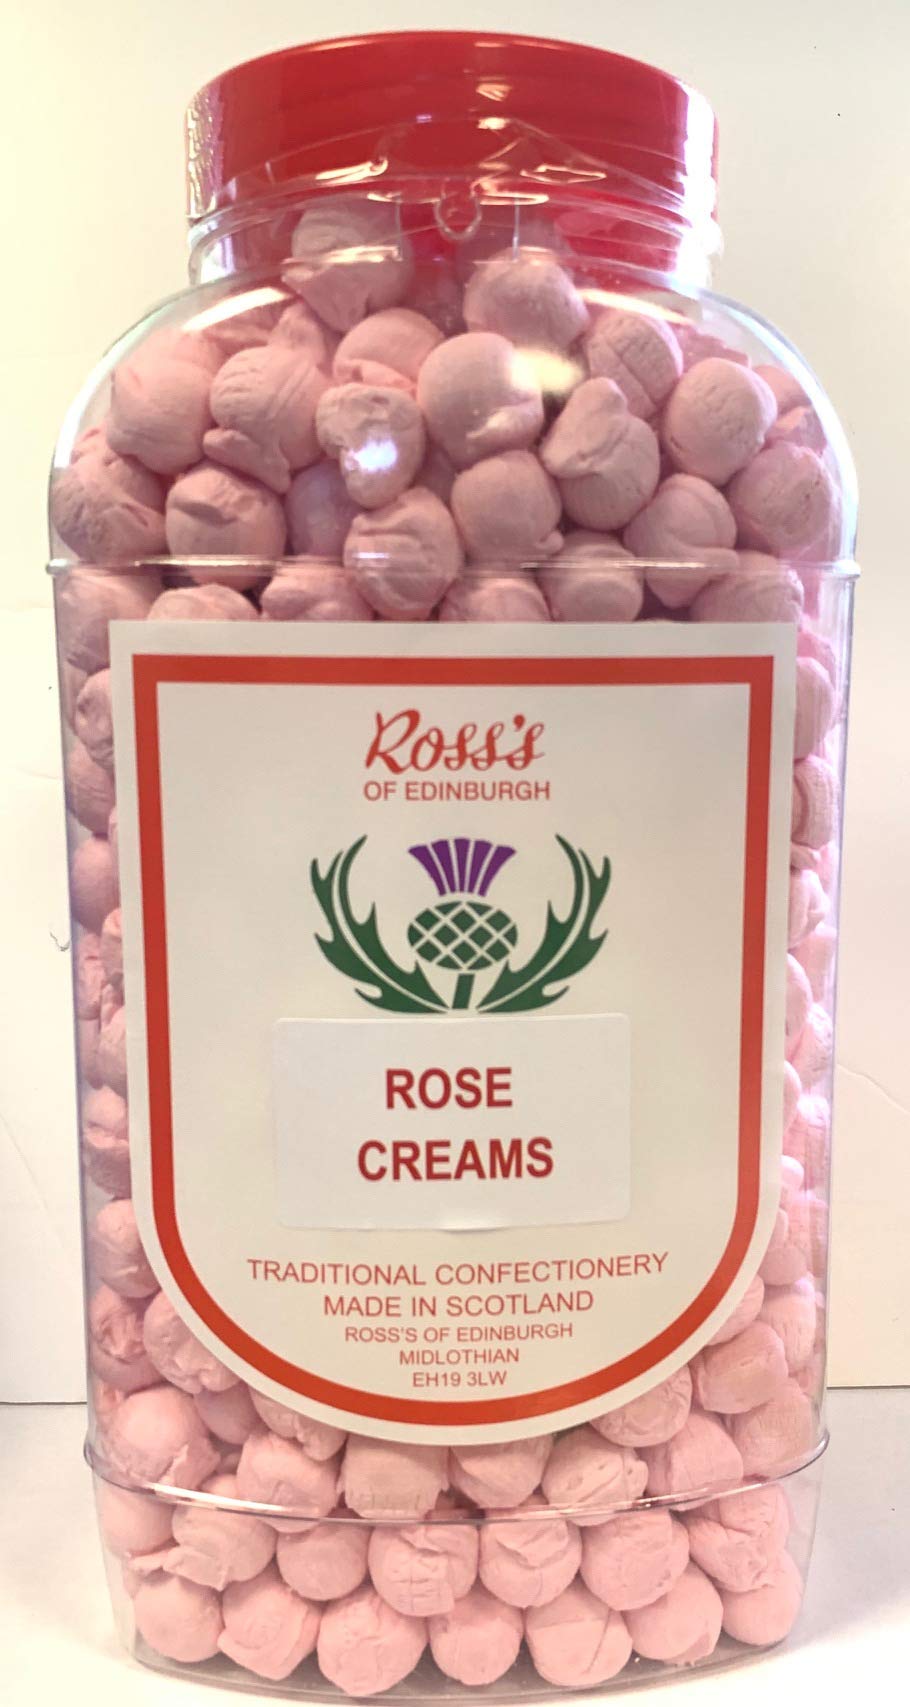 Ross's
OF EDINBURGH
ROSE
CREAMS
TRADITIONAL CONFECTIONERY
MADE IN SCOTLAND
ROSS'S OF EDINBURGH
MIDLOTHIAN
EH19 3LW